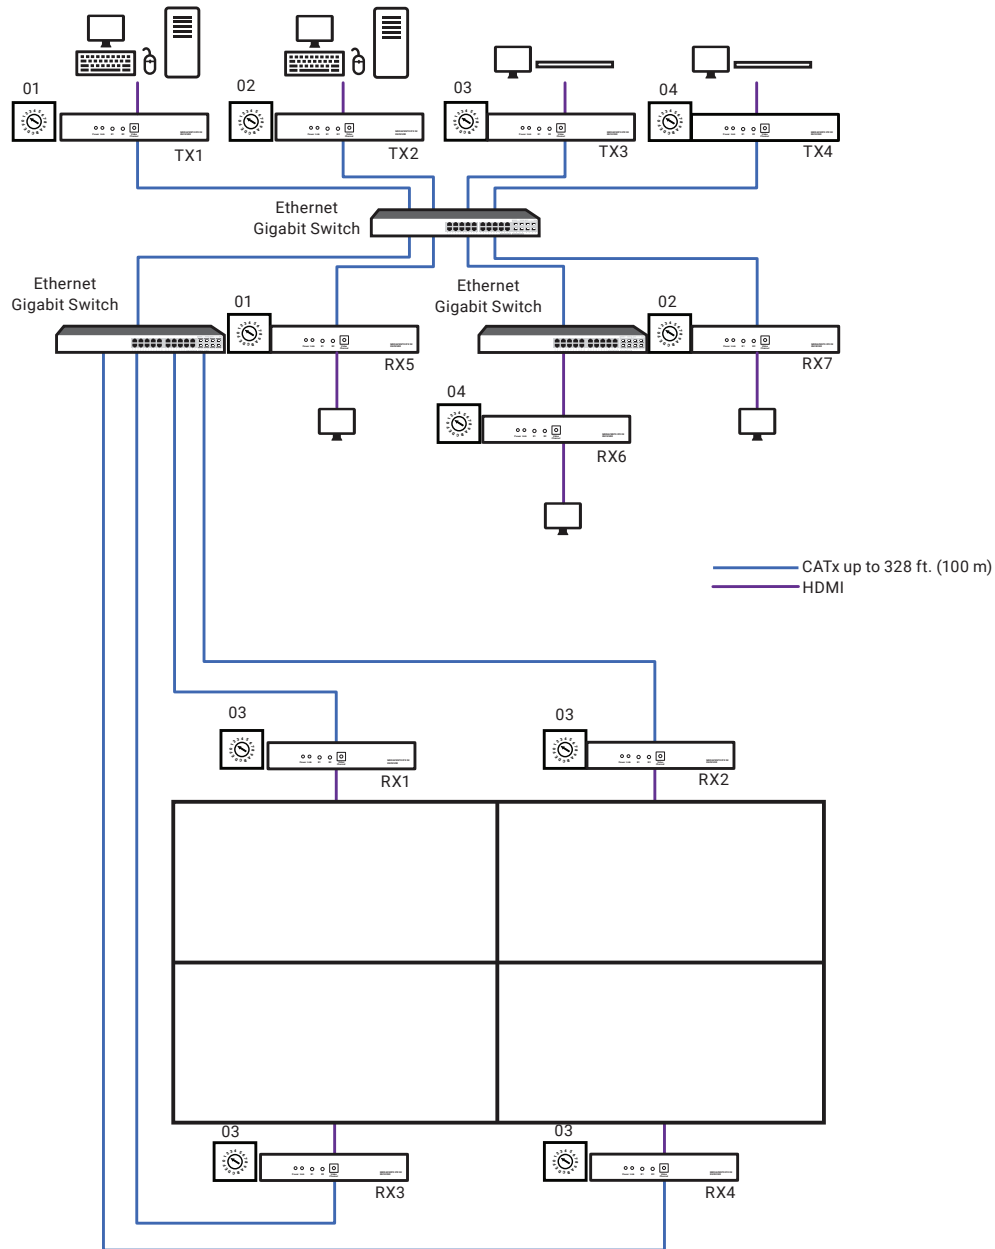 01
02
03
04
TX1
TX2
TX3
TX4
Ethernet
Gigabit Switch
Ethernet
Gigabit Switch
01
Ethernet
Gigabit Switch
02
RX5
RX7
04
RX6
CATx up to 328 ft. (100 m)
HDMI
03
03
RX1
RX2
03
03
RX3
RX4